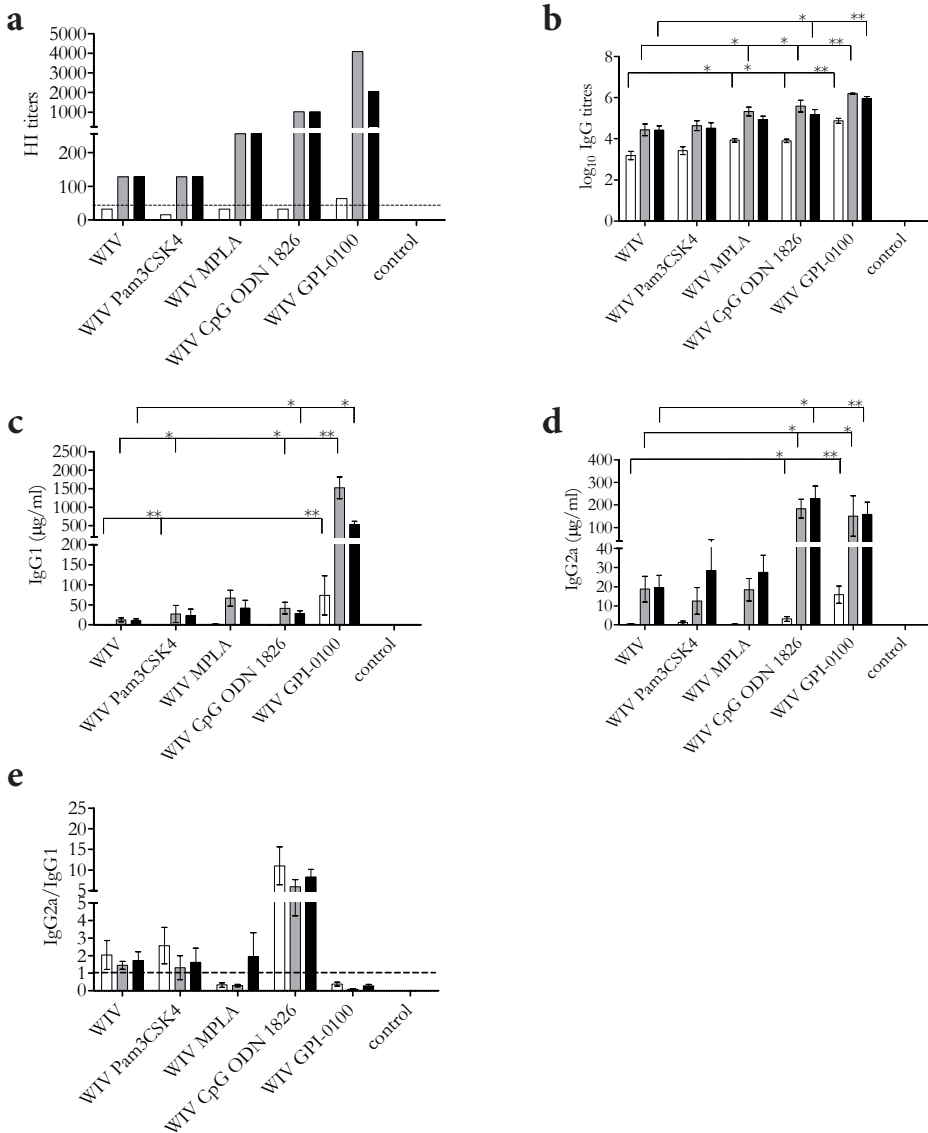 a
HI titers
5000
4000
3000
2000
1000
200
100
0
WIV
WIV Pam3CSK4
WIV MPLA
WIV CpG ODN 1826
WIV GPI-0100
control
b
* **
* * **
* * ** 
log10 IgG titres
8
6
4
2
0
WIV
WIV Pam3CSK4
WIV MPLA
WIV CpG ODN 1826
WIV GPI-0100
control
c
* *
* * **
** **
IgG1 (µg/ml)
2500
2000
1500
1000
500
200
150
100
50
0
WIV
WIV Pam3CSK4
WIV MPLA
WIV CpG ODN 1826
WIV GPI-0100
control
d
* **
* *
* **
IgG2a (µg/ml)
400
300
200
100
40
30
20
10
0
WIV
WIV Pam3CSK4
WIV MPLA
WIV CpG ODN 1826
WIV GPI-0100
control
e
IgG2a/IgG1
25
20
15
10
5
5
4
3
2
1
0
WIV
WIV Pam3CSK4
WIV MPLA
WIV CpG ODN 1826
WIV GPI-0100
control